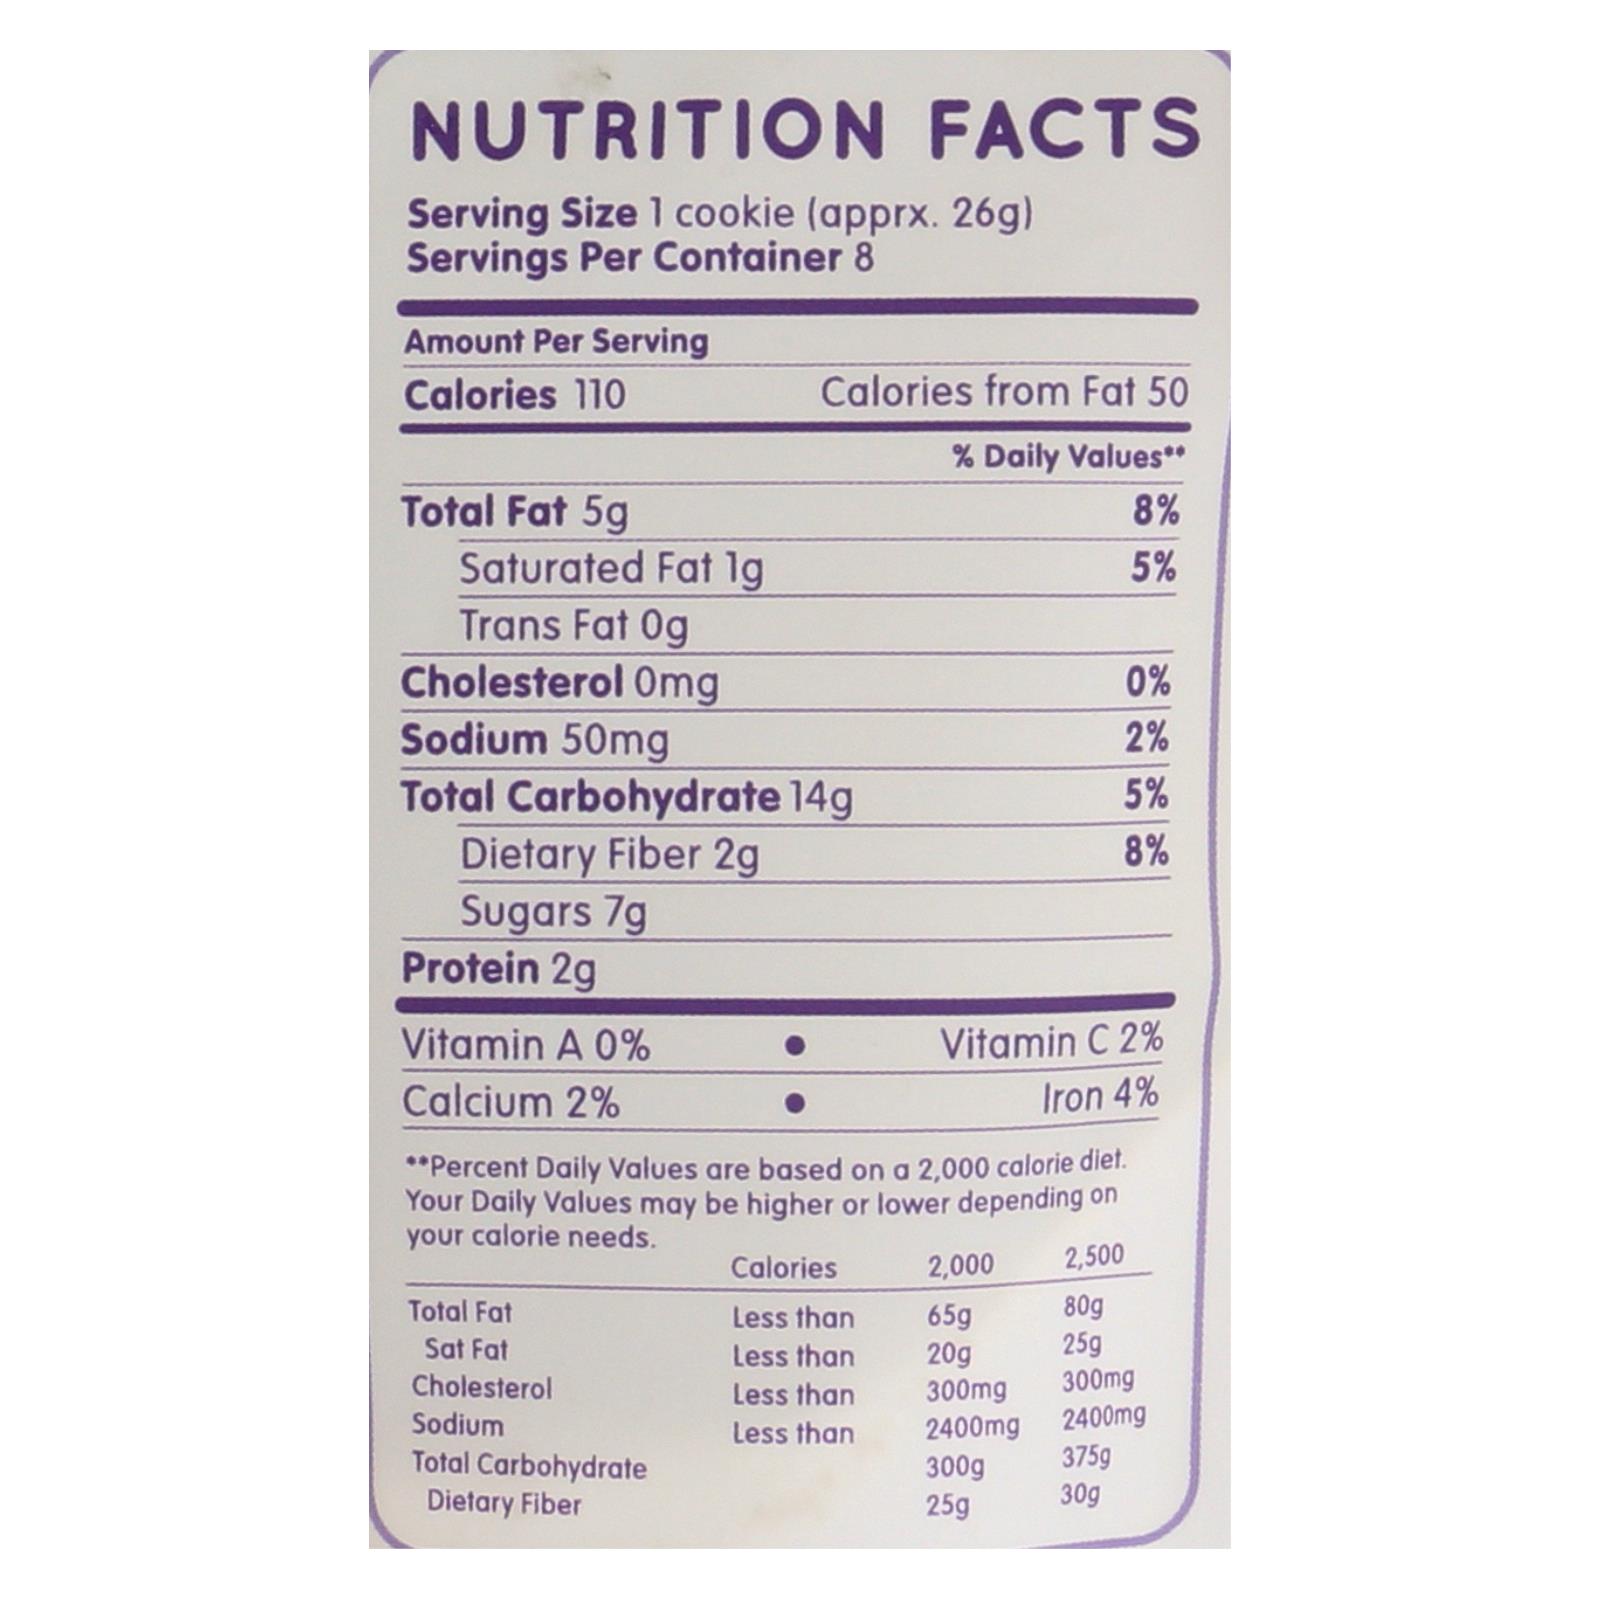 NUTRITION FACTS
Serving Size 1 cookie (apprx. 26g)
Servings Per Container 8
Amount Per Serving
Calories 110 Calories from Fat 50
% Daily Values**
Total Fat 5g 8%
Saturated Fat 1g 5%
Trans Fat 0g
Cholesterol 0mg 0%
Sodium 50mg 2%
Total Carbohydrate 14g 5%
Dietary Fiber 2g 8%
Sugars 7g
Protein 2g
Vitamin A 0% • Vitamin C 2%
Calcium 2% • Iron 4%
**Percent Daily Values are based on a 2,000 calorie diet.
Your Daily Values may be higher or lower depending on
your calorie needs.
Calories 2,000 2,500
Total Fat Less than 65g 80g
Sat Fat Less than 20g 25g
Cholesterol Less than 300mg 300mg
Sodium Less than 2400mg 2400mg
Total Carbohydrate 300g 375g
Dietary Fiber 25g 30g